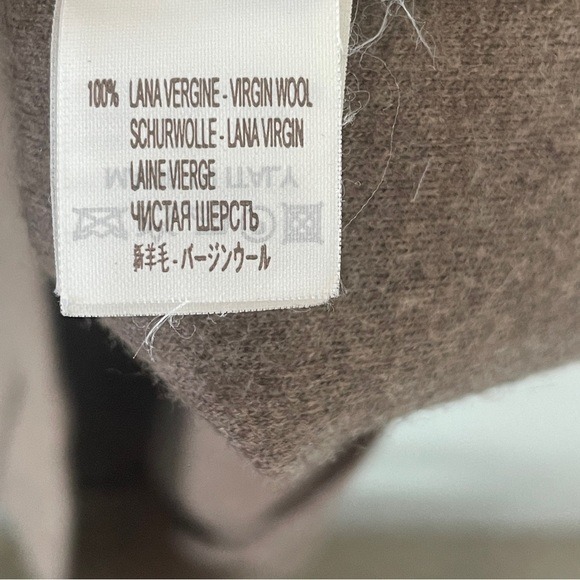 100% LANA VERGINE - VIRGIN WOOL
SCHURWOLLE - LANA VIRGIN
LAINE VIERGE
ЧИСТАЯ ШЕРСТЬ
新羊毛 - バージンウール